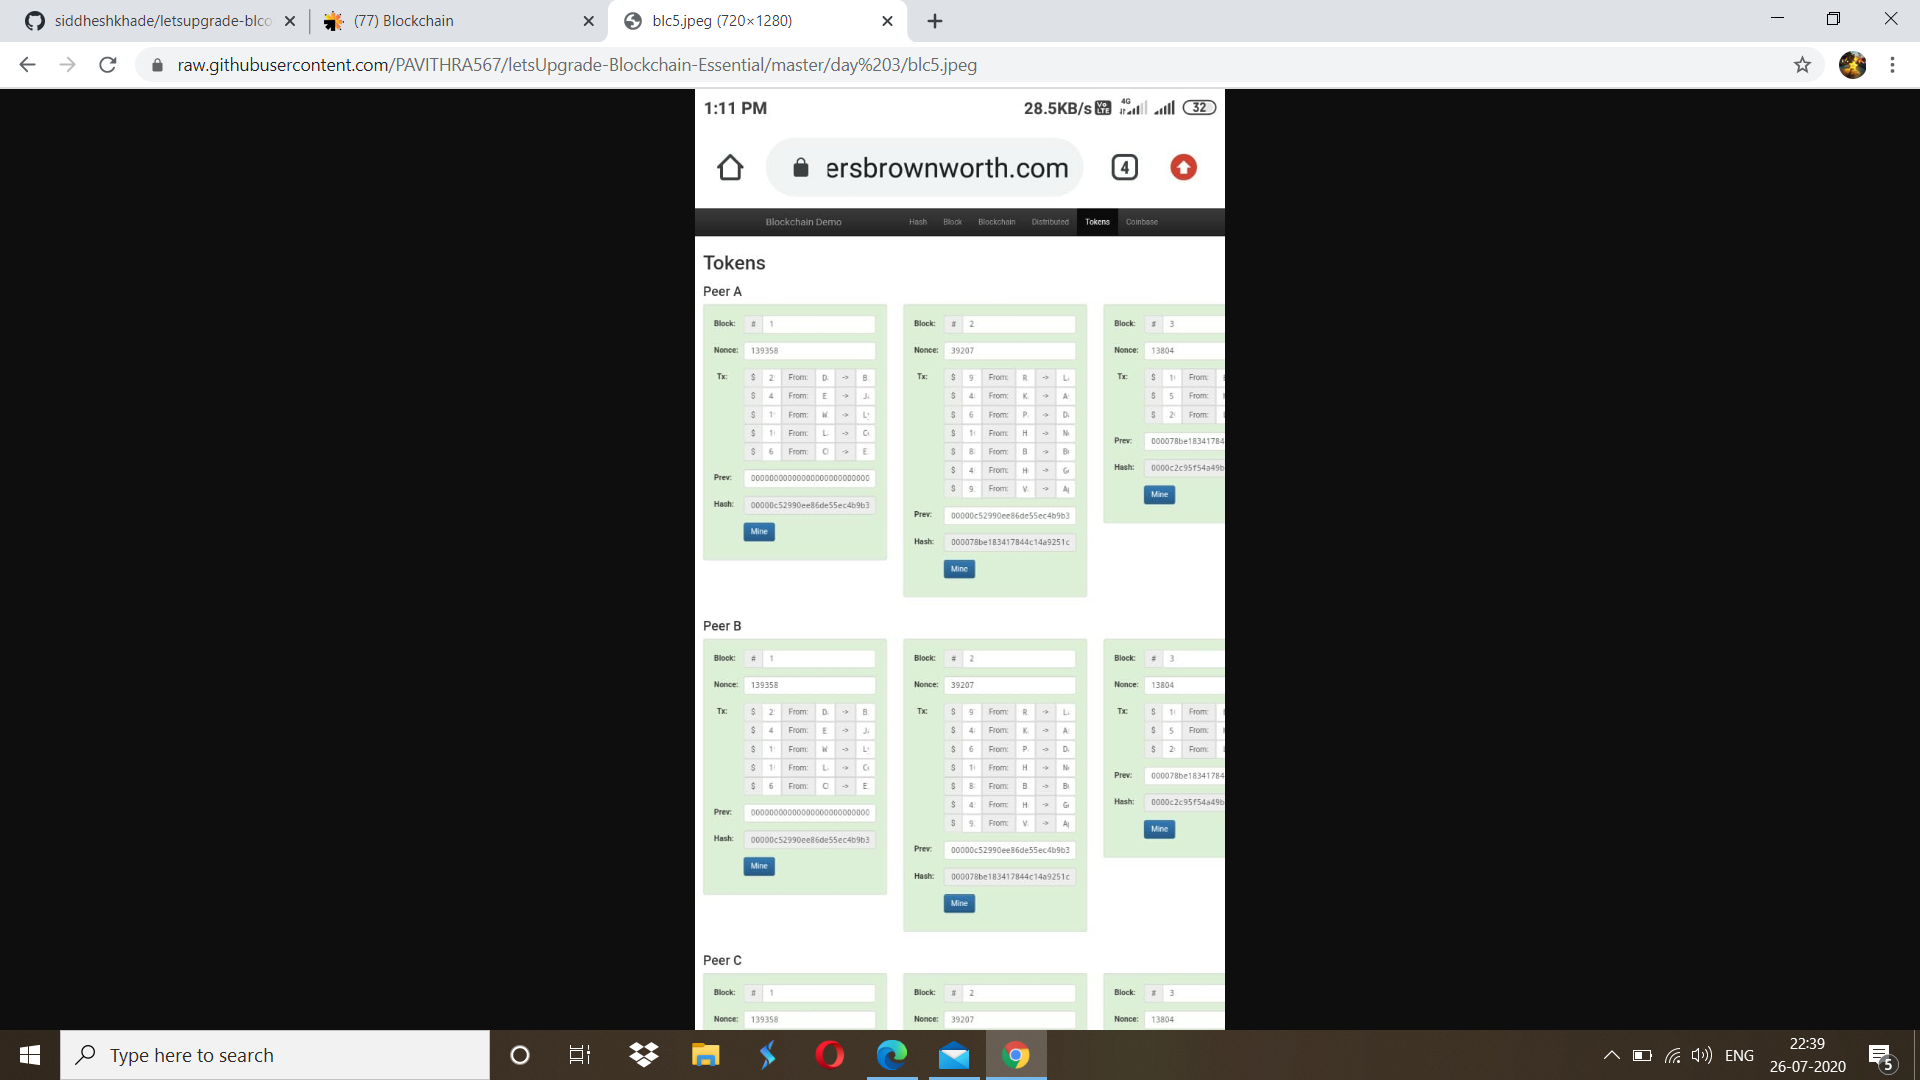 siddheshkhade/letsupgrade-blco
(77) Blockchain
blc5.jpeg (720×1280)
raw.githubusercontent.com/PAVITHRA567/letsUpgrade-Blockchain-Essential/master/day%203/blc5.jpeg
1:11 PM
28.5KB/s Vo LTE 4G 32
ersbrownworth.com
4
Blockchain Demo Hash Block Blockchain Distributed Tokens Coinbase
Tokens
Peer A
Block: # 1
Nonce: 139358
Tx: $ 2 From: D -> B
$ 4 From: E -> J
$ 1 From: W -> L
$ 1 From: L -> C
$ 6 From: Cl -> E
Prev: 0000000000000000000000000
Hash: 00000c52990ee86de55ec4b9b3
Mine
Block: # 2
Nonce: 39207
Tx: $ 9 From: R -> L
$ 4 From: K -> A
$ 6 From: P -> D
$ 1 From: H -> N
$ 8 From: B -> B
$ 4 From: H -> G
$ 9 From: V -> A
Prev: 00000c52990ee86de55ec4b9b3
Hash: 000078be183417844c14a9251c
Mine
Block: # 3
Nonce: 13804
Tx: $ 1 From:
$ 5 From:
$ 2 From:
Prev: 000078be18341784
Hash: 0000c2c95f54a49b
Mine
Peer B
Block: # 1
Nonce: 139358
Tx: $ 2 From: D -> B
$ 4 From: E -> J
$ 1 From: W -> L
$ 1 From: L -> C
$ 6 From: Cl -> E
Prev: 0000000000000000000000000
Hash: 00000c52990ee86de55ec4b9b3
Mine
Block: # 2
Nonce: 39207
Tx: $ 9 From: R -> L
$ 4 From: K -> A
$ 6 From: P -> D
$ 1 From: H -> N
$ 8 From: B -> B
$ 4 From: H -> G
$ 9 From: V -> A
Prev: 00000c52990ee86de55ec4b9b3
Hash: 000078be183417844c14a9251c
Mine
Block: # 3
Nonce: 13804
Tx: $ 1 From:
$ 5 From:
$ 2 From:
Prev: 000078be18341784
Hash: 0000c2c95f54a49b
Mine
Peer C
Block: # 1
Nonce: 139358
Block: # 2
Nonce: 39207
Block: # 3
Nonce: 13804
Type here to search
ENG
22:39
26-07-2020
5